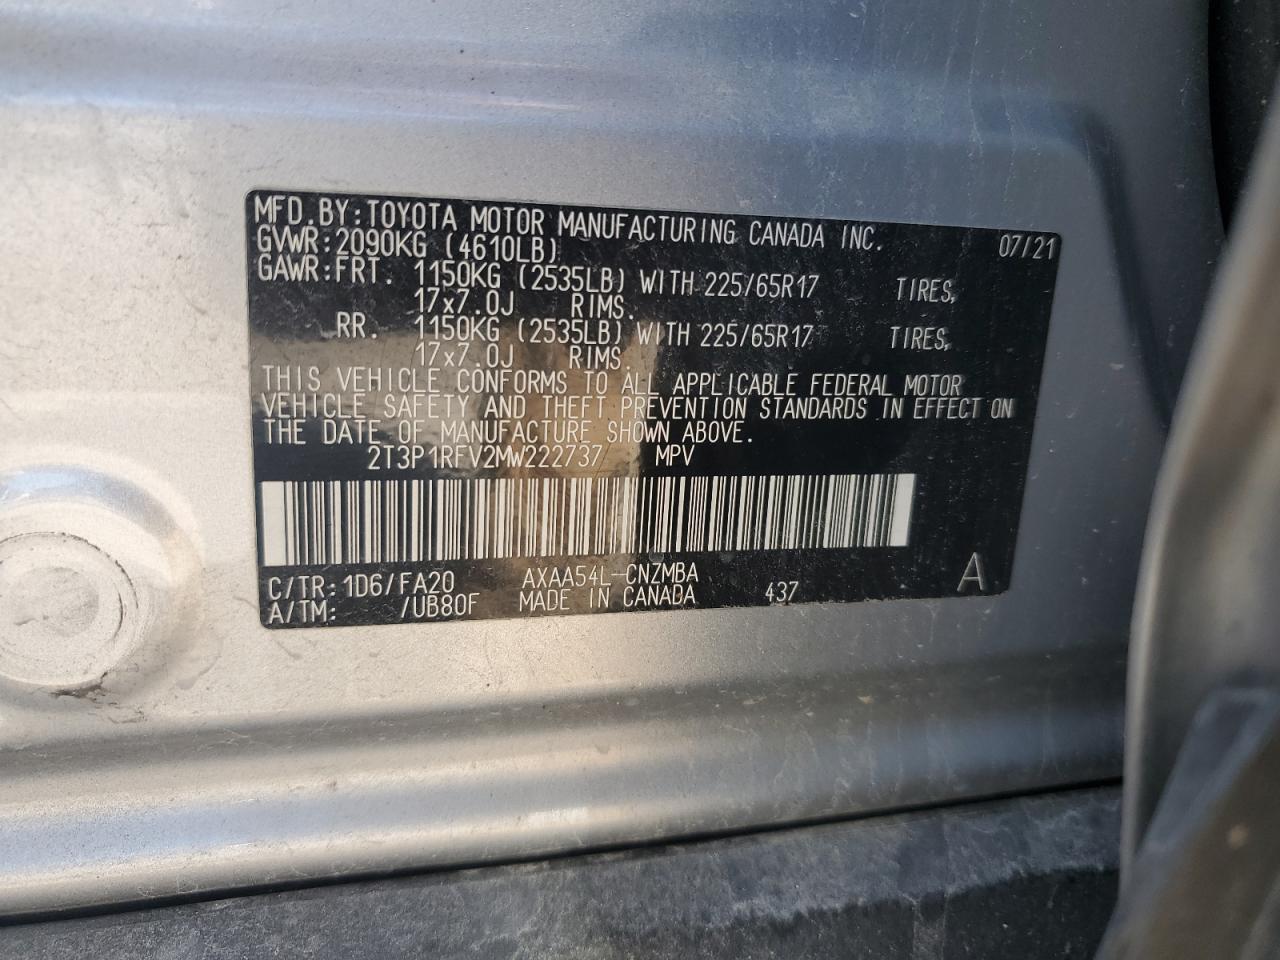 MFD.BY:TOYOTA MOTOR MANUFACTURING CANADA INC. 07/21
GVWR:2090KG (4610LB)
GAWR:FRT. 1150KG (2535LB) WITH 225/65R17 TIRES,
17x7.0J RIMS.
RR. 1150KG (2535LB) WITH 225/65R17 TIRES,
17x7.0J RIMS.
THIS VEHICLE CONFORMS TO ALL APPLICABLE FEDERAL MOTOR
VEHICLE SAFETY AND THEFT PREVENTION STANDARDS IN EFFECT ON
THE DATE OF MANUFACTURE SHOWN ABOVE.
2T3P1RFV2MW222737 MPV
C/TR:1D6/FA20 AXAA54L-CNZMBA A
A/TM: /UB80F MADE IN CANADA 437